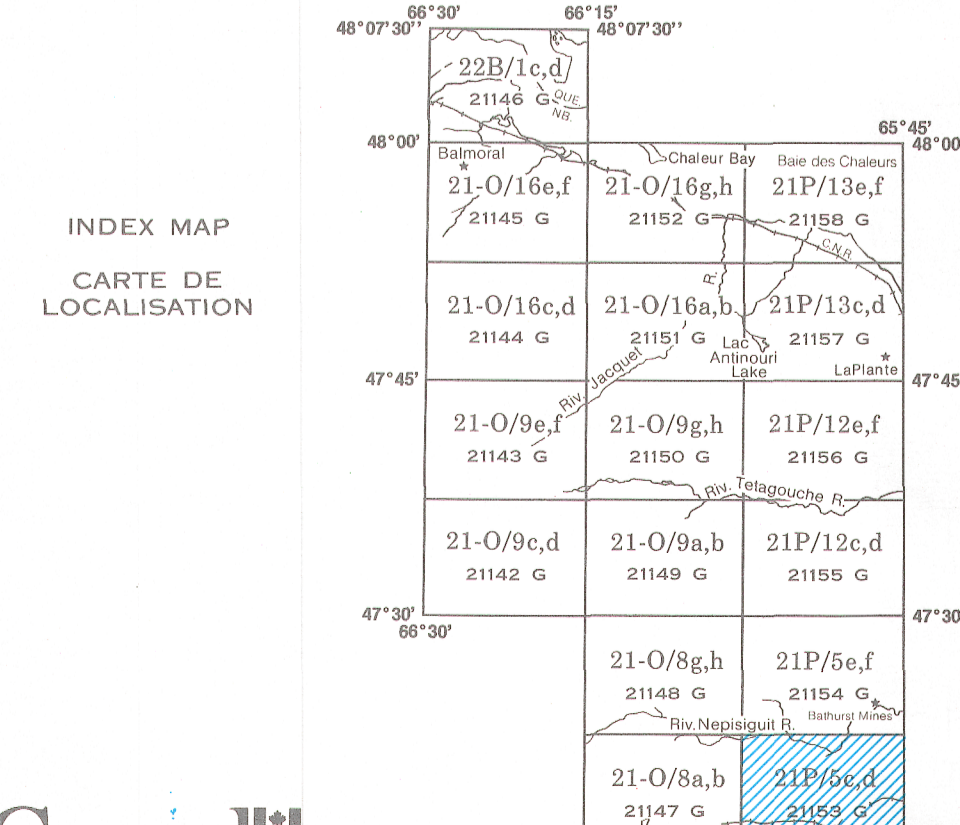 66°30' 66°15'
48°07'30'' 48°07'30''
22B/1c,d
21146 G
QUE.
NB.
65°45'
48°00' 48°00
Balmoral Chaleur Bay Baie des Chaleurs
21-O/16e,f 21-O/16g,h 21P/13e,f
21145 G 21152 G 21158 G
INDEX MAP
C.N.R.
CARTE DE
LOCALISATION
R.
21-O/16c,d 21-O/16a,b 21P/13c,d
21144 G 21151 G 21157 G
Lac
Antinouri
Lake
LaPlante
47°45' 47°45
Riv. Jacquet
21-O/9e,f 21-O/9g,h 21P/12e,f
21143 G 21150 G 21156 G
Riv. Tetagouche R.
21-O/9c,d 21-O/9a,b 21P/12c,d
21142 G 21149 G 21155 G
47°30' 47°30
66°30'
21-O/8g,h 21P/5e,f
21148 G 21154 G
Bathurst Mines
Riv. Nepisiguit R.
21-O/8a,b 21P/5c,d
21147 G 21153 G